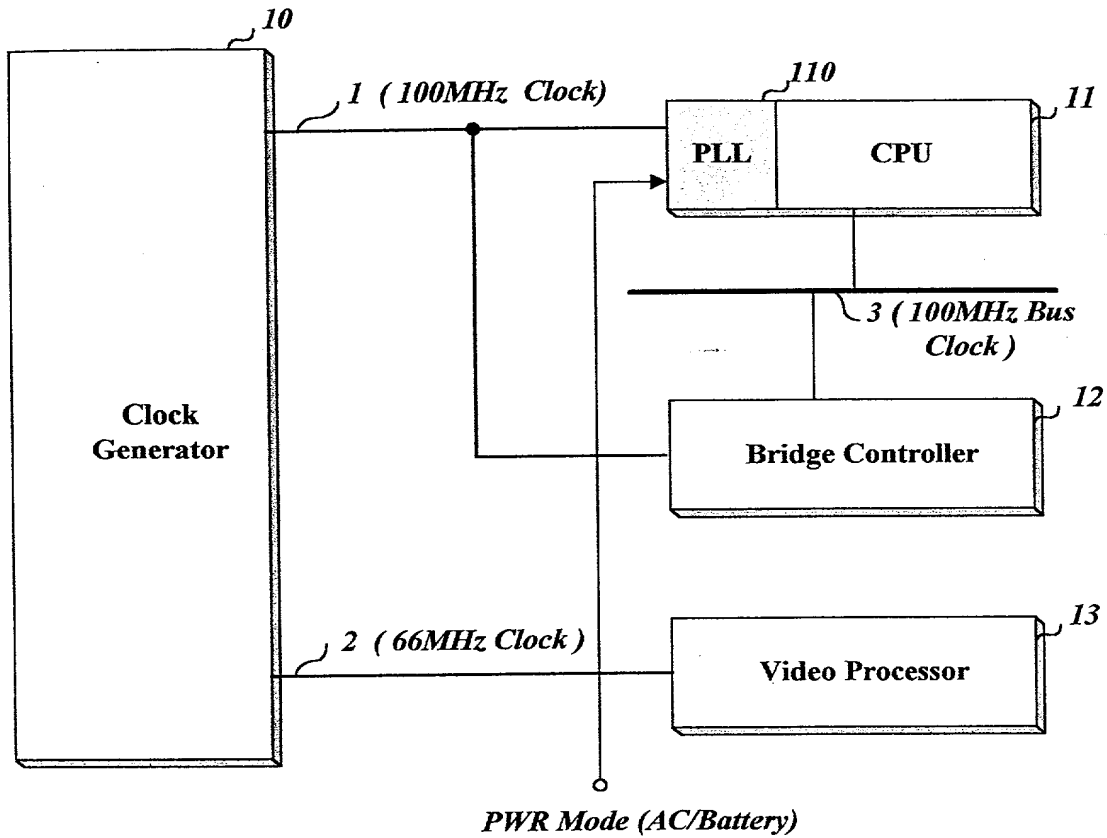 10
1 ( 100MHz Clock)
110
11
PLL
CPU
3 ( 100MHz Bus
Clock )
12
Clock
Generator
Bridge Controller
2 ( 66MHz Clock )
13
Video Processor
PWR Mode (AC/Battery)